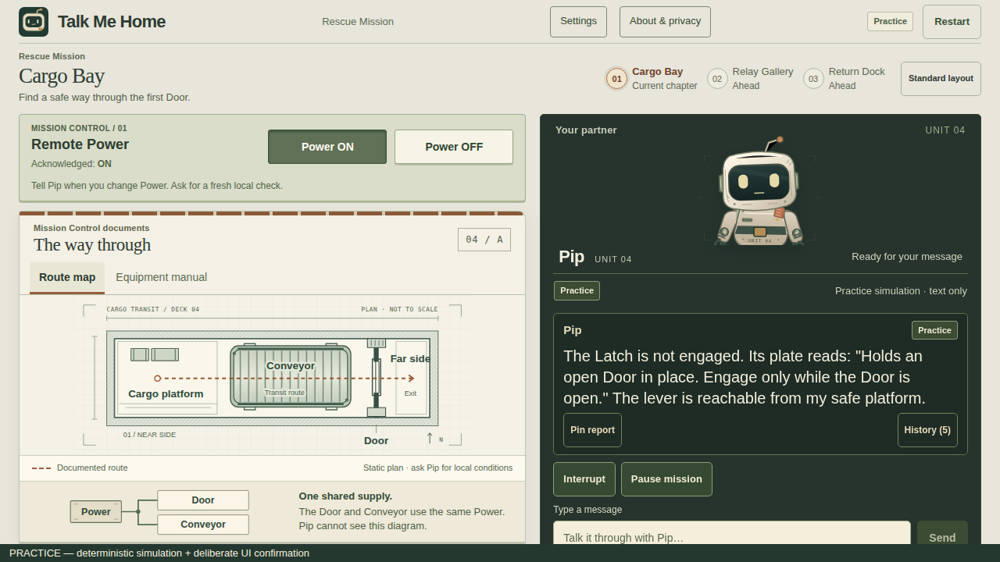 Talk Me Home
Rescue Mission
Settings
About & privacy
Practice
Restart
Rescue Mission
Cargo Bay
Find a safe way through the first Door.
01
Cargo Bay
Current chapter
02
Relay Gallery
Ahead
03
Return Dock
Ahead
Standard layout
MISSION CONTROL / 01
Remote Power
Acknowledged: ON
Power ON
Power OFF
Tell Pip when you change Power. Ask for a fresh local check.
Mission Control documents
The way through
04 / A
Route map
Equipment manual
CARGO TRANSIT / DECK 04
PLAN · NOT TO SCALE
Conveyor
Far side
Cargo platform
Transit route
Exit
01 / NEAR SIDE
Door
N
Documented route
Static plan · ask Pip for local conditions
Power
Door
Conveyor
One shared supply.
The Door and Conveyor use the same Power.
Pip cannot see this diagram.
Your partner
UNIT 04
UNIT 04
Pip
UNIT 04
Ready for your message
Practice
Practice simulation · text only
Pip
Practice
The Latch is not engaged. Its plate reads: "Holds an
open Door in place. Engage only while the Door is
open." The lever is reachable from my safe platform.
Pin report
History (5)
Interrupt
Pause mission
Type a message
Talk it through with Pip…
Send
PRACTICE — deterministic simulation + deliberate UI confirmation